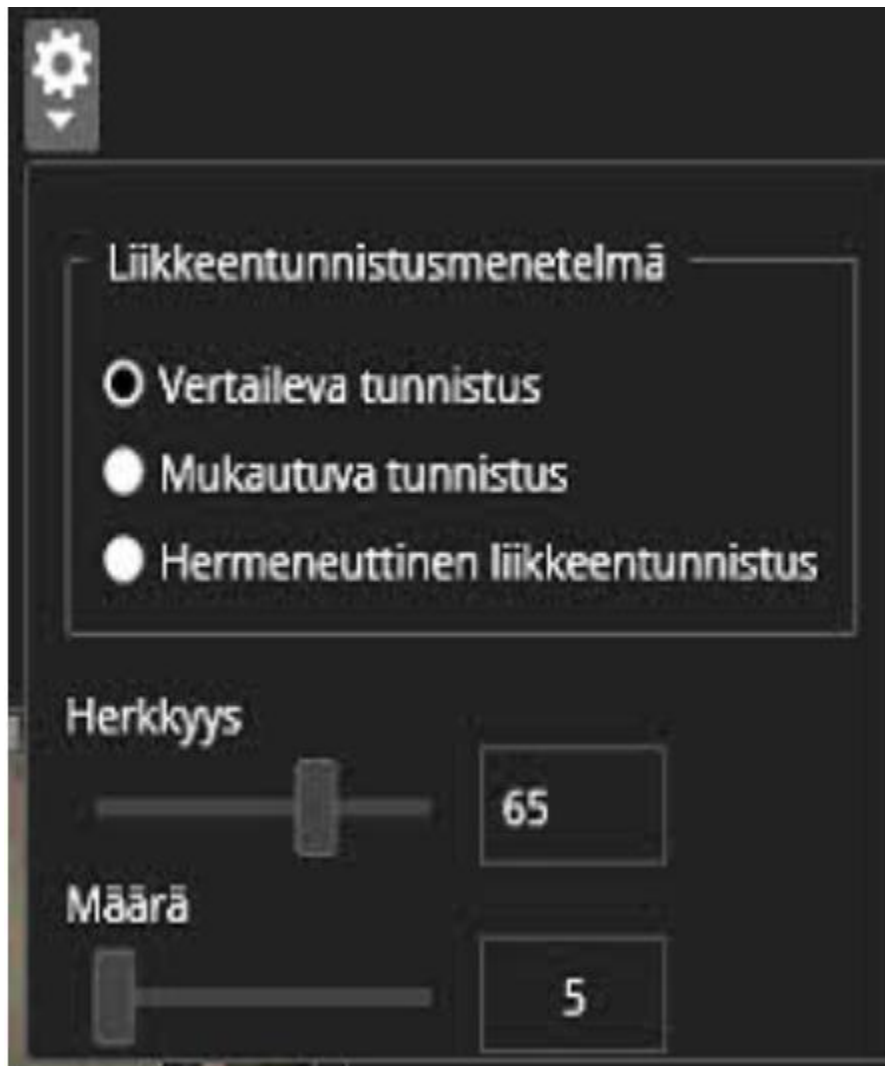 Liikkeentunnistusmenetelmä
Vertaileva tunnistus
Mukautuva tunnistus
Hermeneuttinen liikkeentunnistus
Herkkyys
65
Määrä
5